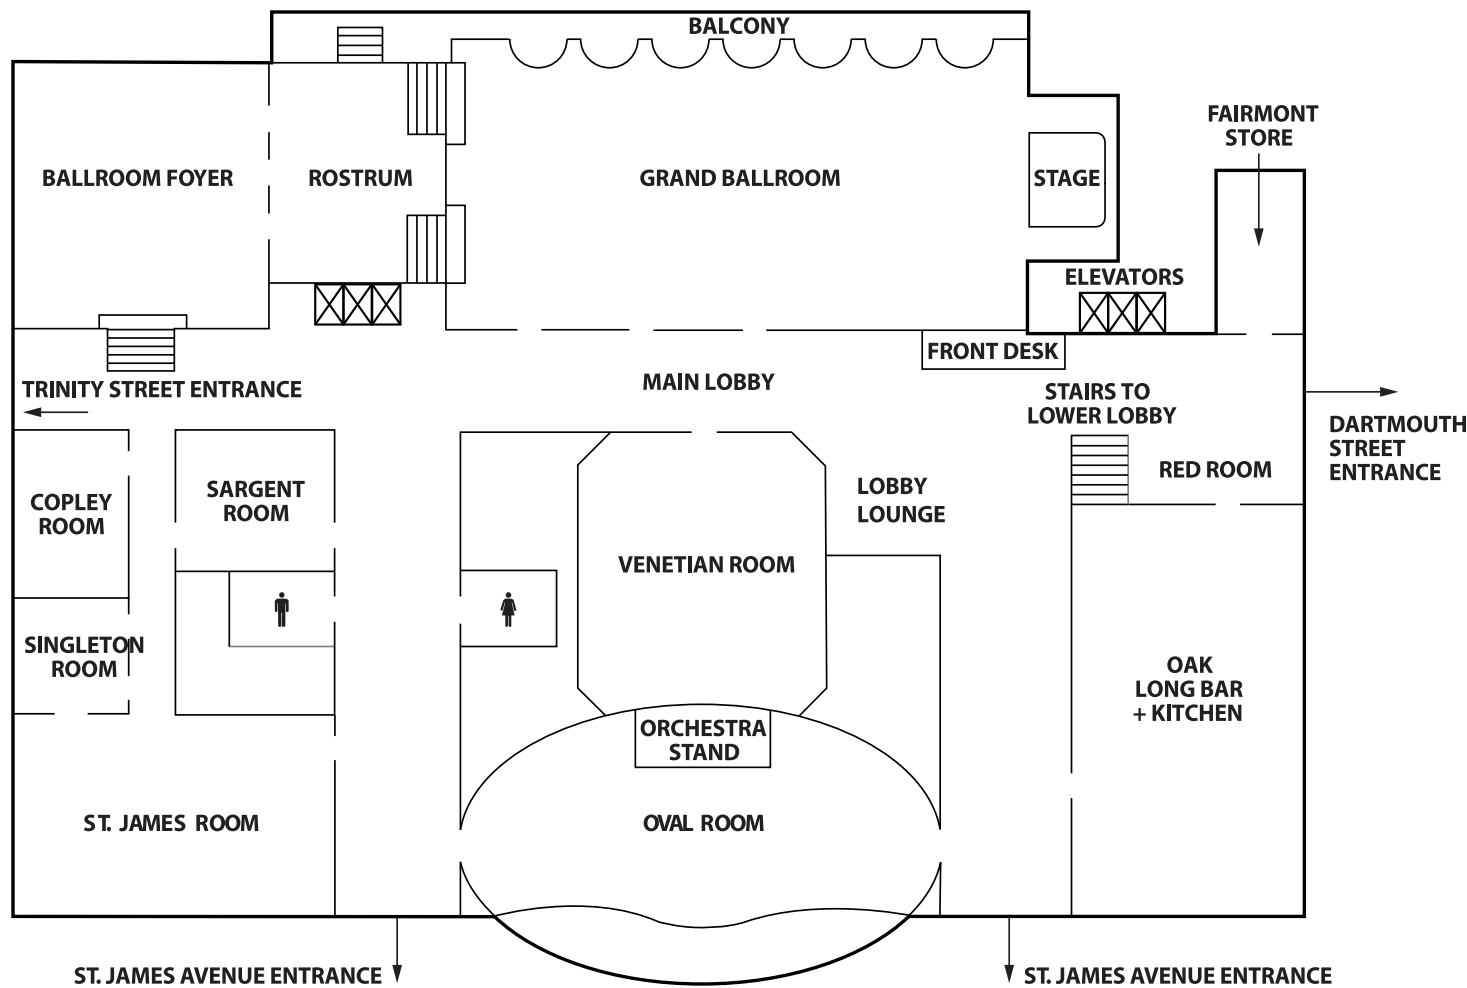 BALCONY
FAIRMONT
STORE
BALLROOM FOYER
ROSTRUM
GRAND BALLROOM
STAGE
ELEVATORS
FRONT DESK
MAIN LOBBY
TRINITY STREET ENTRANCE
STAIRS TO
LOWER LOBBY
DARTMOUTH
STREET
ENTRANCE
RED ROOM
COPLEY
ROOM
SARGENT
ROOM
LOBBY
LOUNGE
VENETIAN ROOM
SINGLETON
ROOM
OAK
LONG BAR
+ KITCHEN
ORCHESTRA
STAND
ST. JAMES ROOM
OVAL ROOM
ST. JAMES AVENUE ENTRANCE
ST. JAMES AVENUE ENTRANCE